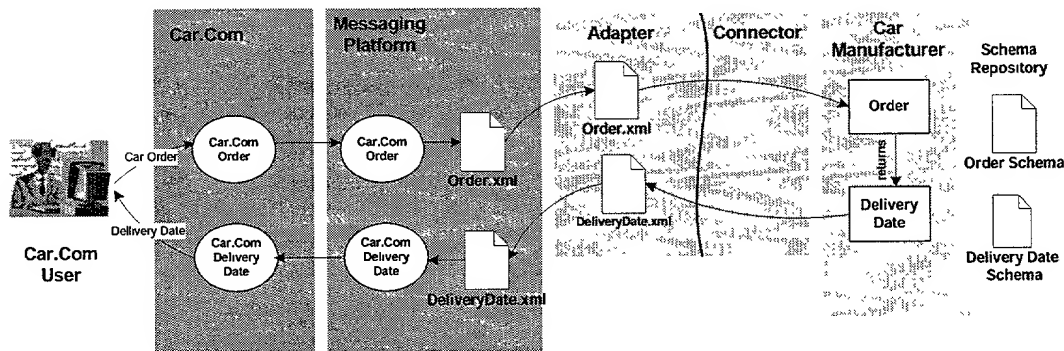 Car.Com
Messaging
Platform
Adapter
Connector
Car
Manufacturer
Schema
Repository
Car.Com
Order
Car.Com
Order
Order.xml
Order.xml
Order
Order Schema
Car Order
returns
Delivery Date
Car.Com
User
Car.Com
Delivery
Date
Car.Com
Delivery
Date
DeliveryDate.xml
DeliveryDate.xml
Delivery
Date
Delivery Date
Schema